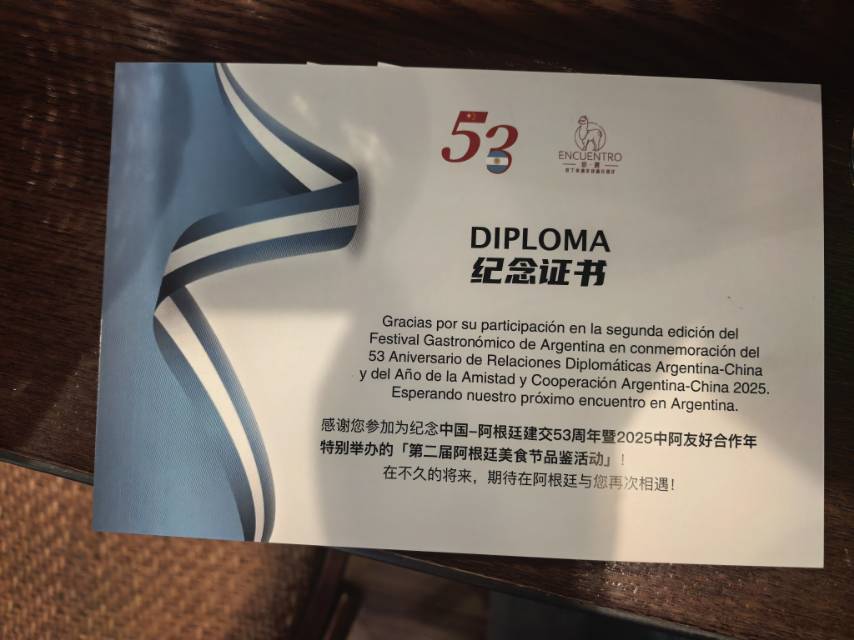 53
ENCUENTRO
DIPLOMA
纪念证书
Gracias por su participación en la segunda edición del
Festival Gastronómico de Argentina en conmemoración del
53 Aniversario de Relaciones Diplomáticas Argentina-China
y del Año de la Amistad y Cooperación Argentina-China 2025.
Esperando nuestro próximo encuentro en Argentina.
感谢您参加为纪念中国-阿根廷建交53周年暨2025中阿友好合作年
特别举办的「第二届阿根廷美食节品鉴活动」!
在不久的将来,期待在阿根廷与您再次相遇!